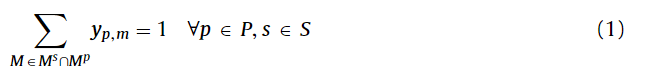 ∑ y_{p,m} = 1 ∀p ∈ P, s ∈ S (1)
M∈M^s∩M^p